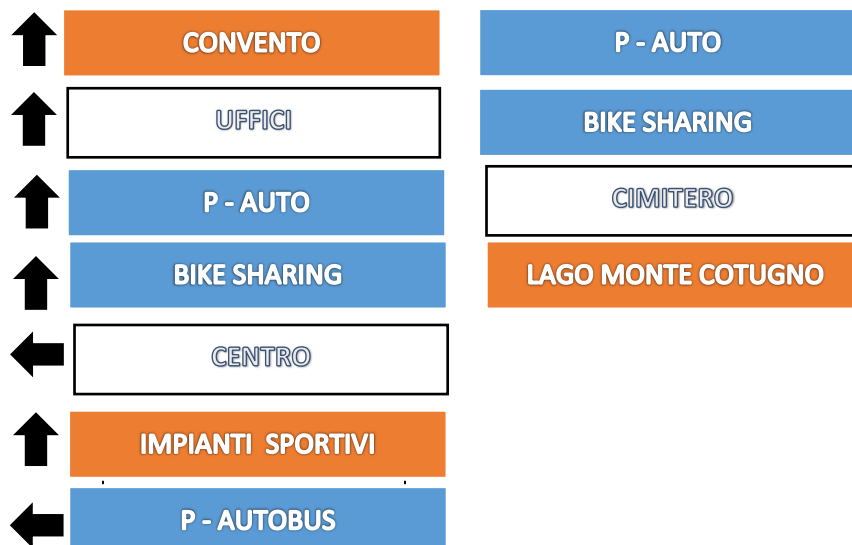 CONVENTO
UFFICI
P - AUTO
BIKE SHARING
CENTRO
IMPIANTI SPORTIVI
P - AUTOBUS
P - AUTO
BIKE SHARING
CIMITERO
LAGO MONTE COTUGNO